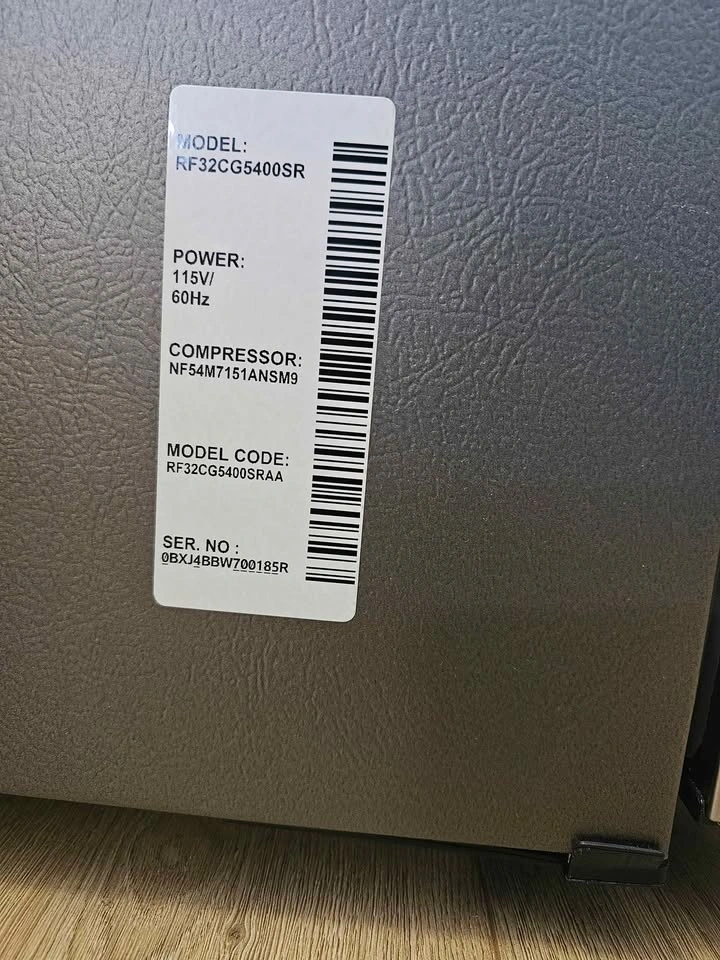 MODEL:
RF32CG5400SR
POWER:
115V/
60Hz
COMPRESSOR:
NF54M7151ANSM9
MODEL CODE:
RF32CG5400SRAA
SER. NO :
0BXJ4BBW700185R